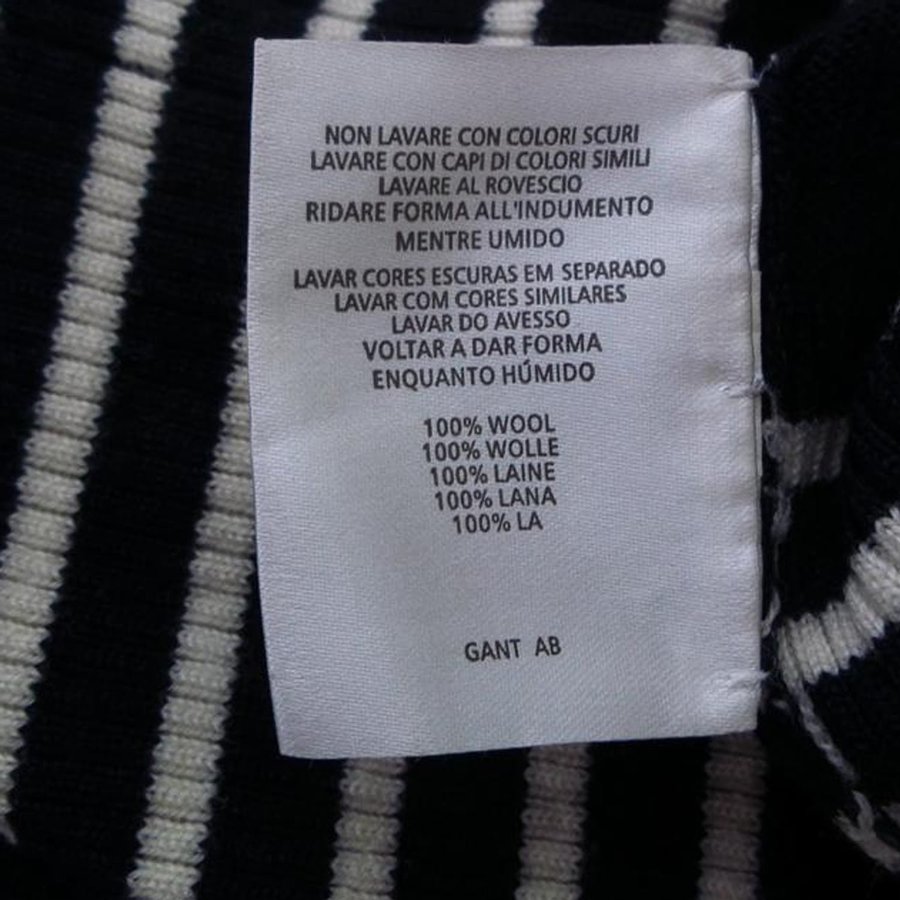 NON LAVARE CON COLORI SCURI
LAVARE CON CAPI DI COLORI SIMILI
LAVARE AL ROVESCIO
RIDARE FORMA ALL'INDUMENTO
MENTRE UMIDO
LAVAR CORES ESCURAS EM SEPARADO
LAVAR COM CORES SIMILARES
LAVAR DO AVESSO
VOLTAR A DAR FORMA
ENQUANTO HÚMIDO
100% WOOL
100% WOLLE
100% LAINE
100% LANA
100% LA
GANT AB